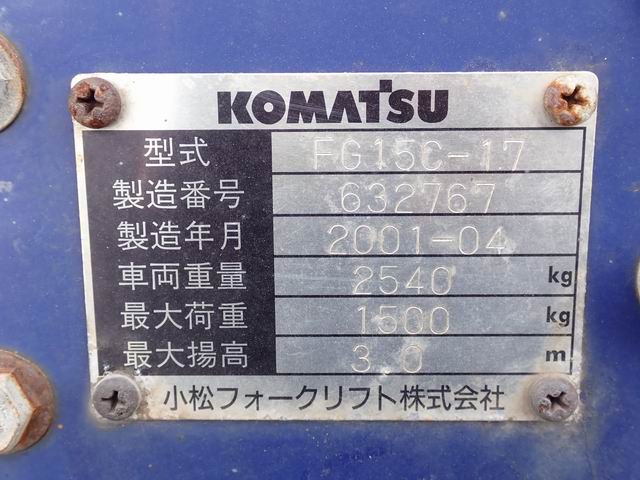 KOMATSU
型式 FG15C-17
製造番号 632767
製造年月 2001-04
車両重量 2540 kg
最大荷重 1500 kg
最大揚高 3.0 m
小松フォークリフト株式会社